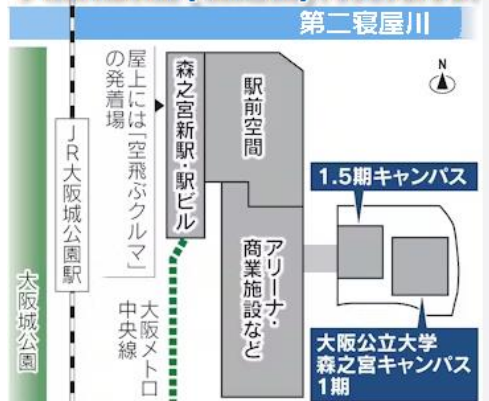 第二寝屋川
N
屋上には「空飛ぶクルマ」
の発着場
森之宮新駅・駅ビル
駅前空間
JR大阪城公園駅
1.5期キャンパス
アリーナ・
商業施設など
大阪城公園
大阪メトロ
中央線
大阪公立大学
森之宮キャンパス
1期